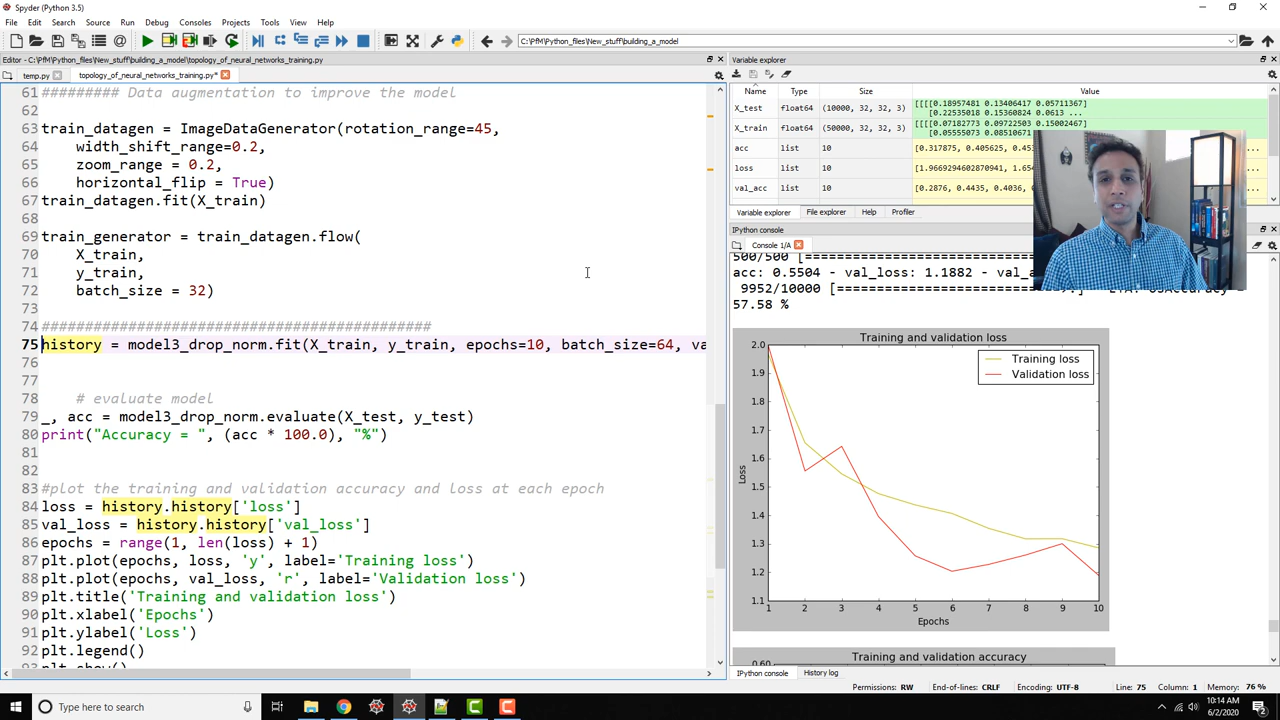 Spyder (Python 3.5)
File Edit Search Source Run Debug Consoles Projects Tools View Help
C:\PfM\Python_files\New_stuff\building_a_model
Editor - C:\PfM\Python_files\New_stuff\building_a_model\topology_of_neural_networks_training.py
temp.py topology_of_neural_networks_training.py*
61 ######### Data augmentation to improve the model
62
63 train_datagen = ImageDataGenerator(rotation_range=45,
64 width_shift_range=0.2,
65 zoom_range = 0.2,
66 horizontal_flip = True)
67 train_datagen.fit(X_train)
68
69 train_generator = train_datagen.flow(
70 X_train,
71 y_train,
72 batch_size = 32)
73
74 #############################################
75 history = model3_drop_norm.fit(X_train, y_train, epochs=10, batch_size=64, va
76
77
78 # evaluate model
79 _, acc = model3_drop_norm.evaluate(X_test, y_test)
80 print("Accuracy = ", (acc * 100.0), "%")
81
82
83 #plot the training and validation accuracy and loss at each epoch
84 loss = history.history['loss']
85 val_loss = history.history['val_loss']
86 epochs = range(1, len(loss) + 1)
87 plt.plot(epochs, loss, 'y', label='Training loss')
88 plt.plot(epochs, val_loss, 'r', label='Validation loss')
89 plt.title('Training and validation loss')
90 plt.xlabel('Epochs')
91 plt.ylabel('Loss')
92 plt.legend()
93 plt.show()
Variable explorer
Name Type Size Value
X_test float64 (10000, 32, 32, 3) [[[[0.18957481 0.13406417 0.05711367]
[0.22535018 0.15360824 0.0613 ...
X_train float64 (50000, 32, 32, 3) [[[[0.07182773 0.09722503 0.15002467]
[0.05555073 0.08510671
acc list 10 [0.317875, 0.405625, 0.45
loss list 10 [1.9669294602870941, 1.654
val_acc list 10 [0.2876, 0.4435, 0.4036, 0
Variable explorer File explorer Help Profiler
IPython console
Console 1/A
500/500 [==================
acc: 0.5504 - val_loss: 1.1882 - va
9952/10000 [==================
57.58 %
Training and validation loss
Training loss
Validation loss
2.0
1.9
1.8
1.7
1.6
1.5
1.4
1.3
1.2
1.1
Loss
1 2 3 4 5 6 7 8 9 10
Epochs
Training and validation accuracy
0.60
IPython console History log
Permissions: RW End-of-lines: CRLF Encoding: UTF-8 Line: 75 Column: 1 Memory: 76 %
Type here to search
10:14 AM
6/2/2020
2